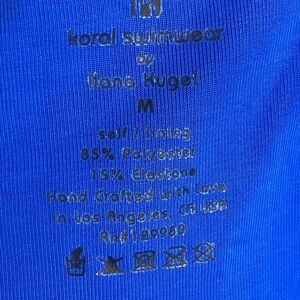 koral swimwear
by
Ilana Kugel
M
self / lining
85% Polyester
15% Elastane
Hand Crafted with Love
in Los Angeles, CA USA
Rn#129980